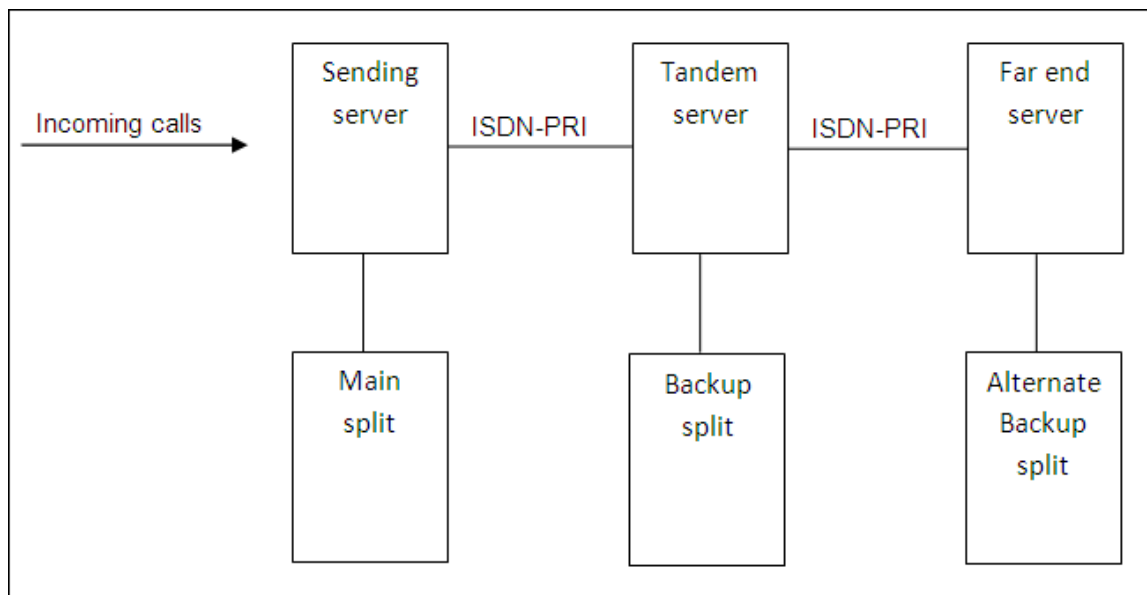 Sending
server
Tandem
server
Far end
server
Incoming calls
ISDN-PRI
ISDN-PRI
Main
split
Backup
split
Alternate
Backup
split